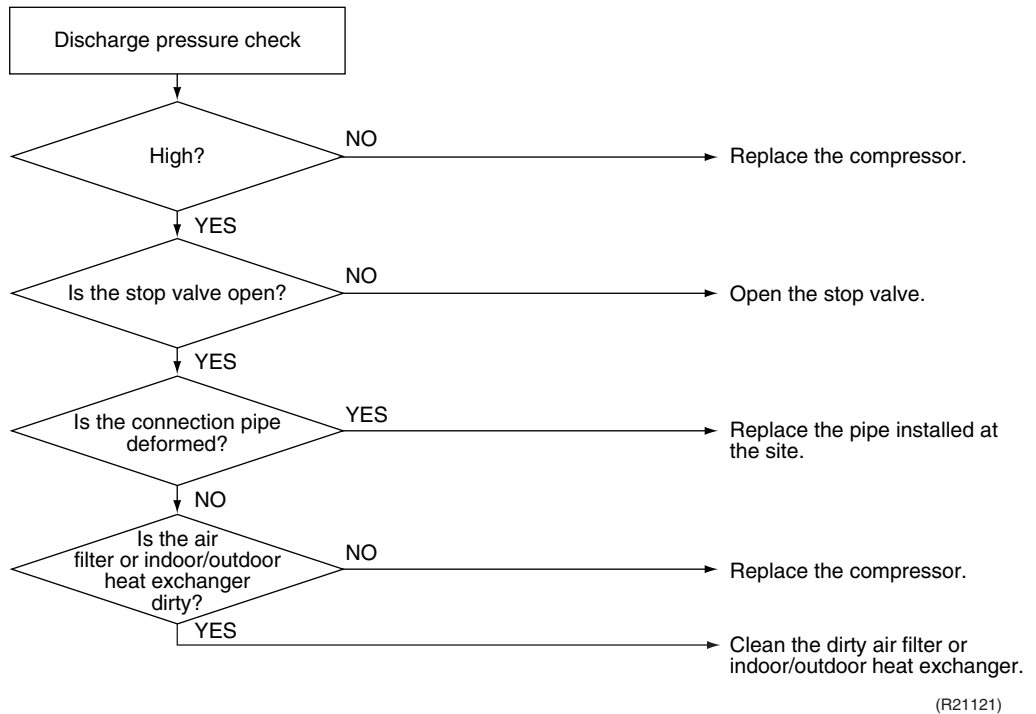 Discharge pressure check
High?
NO
Replace the compressor.
YES
Is the stop valve open?
NO
Open the stop valve.
YES
Is the connection pipe
deformed?
YES
Replace the pipe installed at
the site.
NO
Is the air
filter or indoor/outdoor
heat exchanger
dirty?
NO
Replace the compressor.
YES
Clean the dirty air filter or
indoor/outdoor heat exchanger.
(R21121)